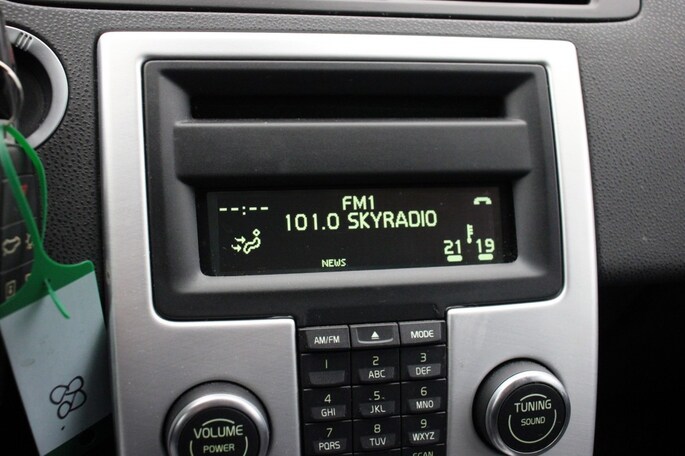 FM1
--:--
101.0 SKYRADIO
21 19
NEWS
AM/FM
MODE
1
2
ABC
3
DEF
4
GHI
5
JKL
6
MNO
7
PQRS
8
TUV
9
WXYZ
VOLUME
POWER
TUNING
SOUND